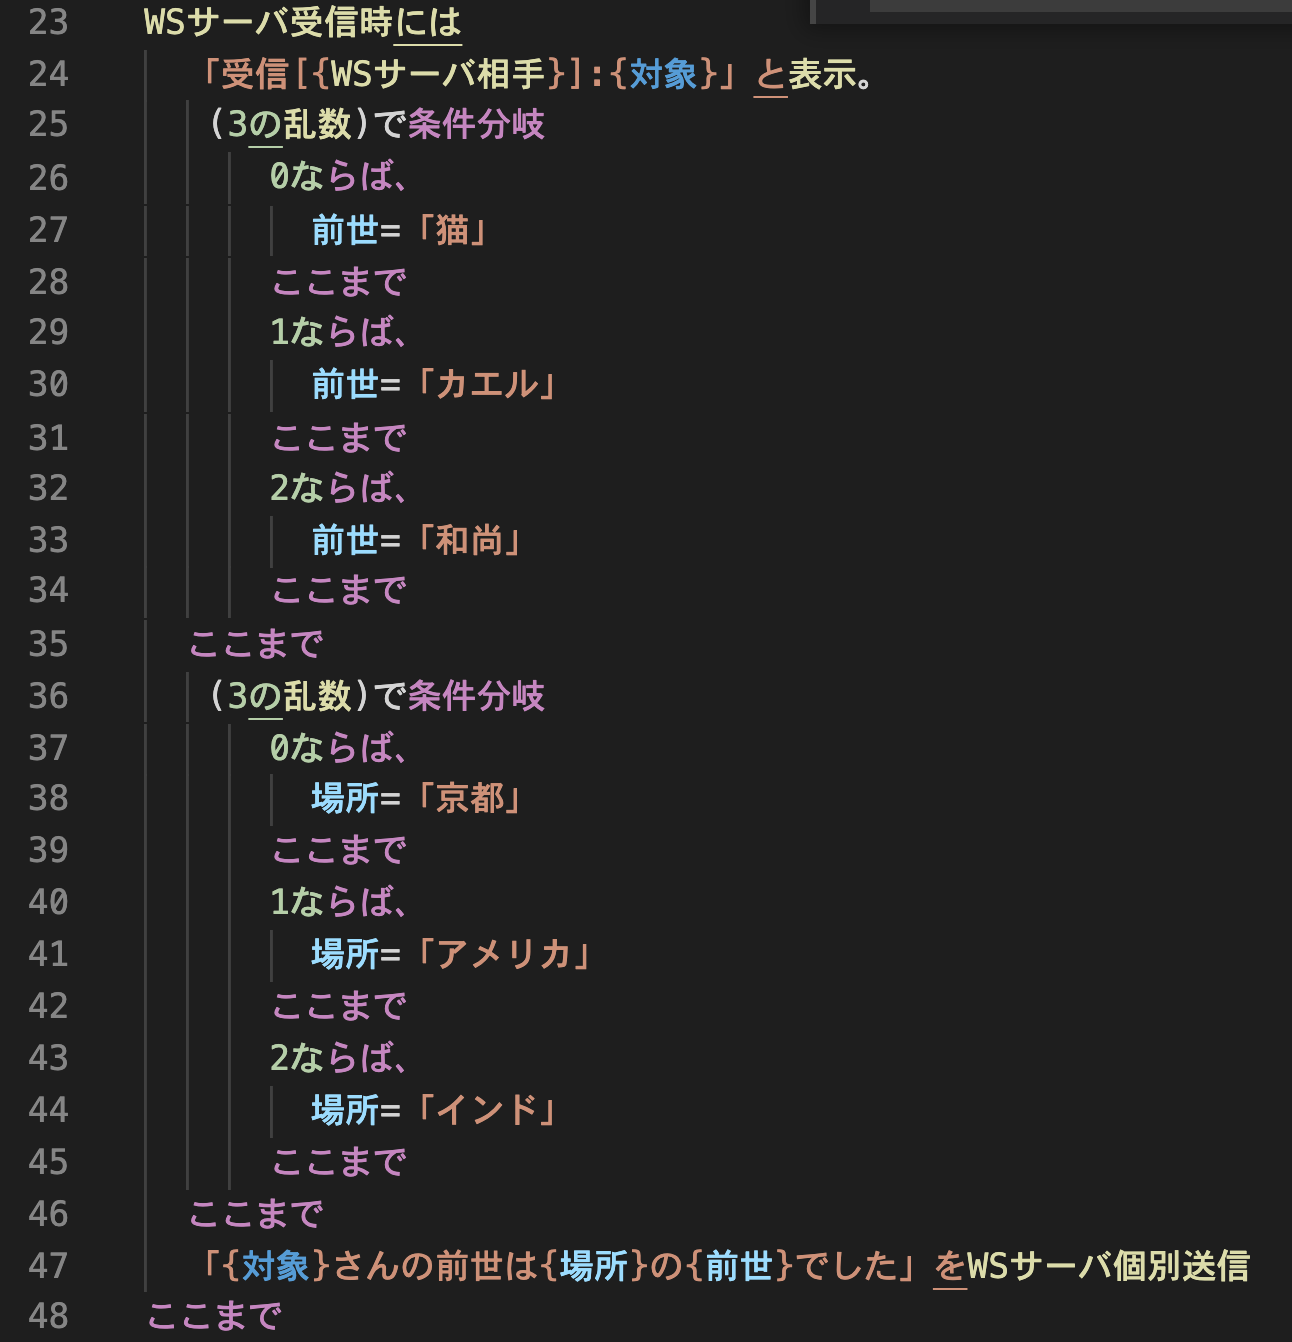 23 WSサーバ受信時には
24 「受信[{WSサーバ相手}]:{対象}」と表示。
25 (3の乱数)で条件分岐
26 0ならば、
27 前世=「猫」
28 ここまで
29 1ならば、
30 前世=「カエル」
31 ここまで
32 2ならば、
33 前世=「和尚」
34 ここまで
35 ここまで
36 (3の乱数)で条件分岐
37 0ならば、
38 場所=「京都」
39 ここまで
40 1ならば、
41 場所=「アメリカ」
42 ここまで
43 2ならば、
44 場所=「インド」
45 ここまで
46 ここまで
47 「{対象}さんの前世は{場所}の{前世}でした」をWSサーバ個別送信
48 ここまで